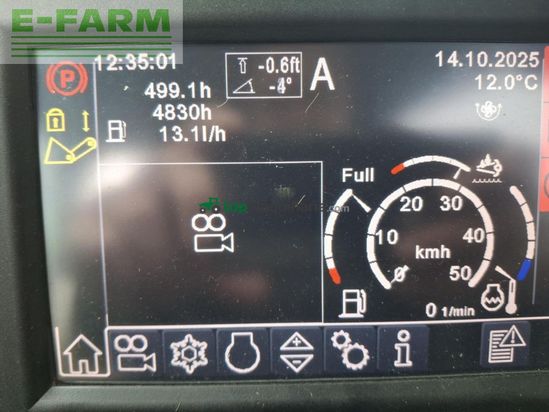 E-FARM
12:35:01
499.1h
4830h
13.1l/h
-0.6ft
-4°
A
14.10.2025
12.0°C
P
Full
20
30
10
40
50
kmh
0 1/min